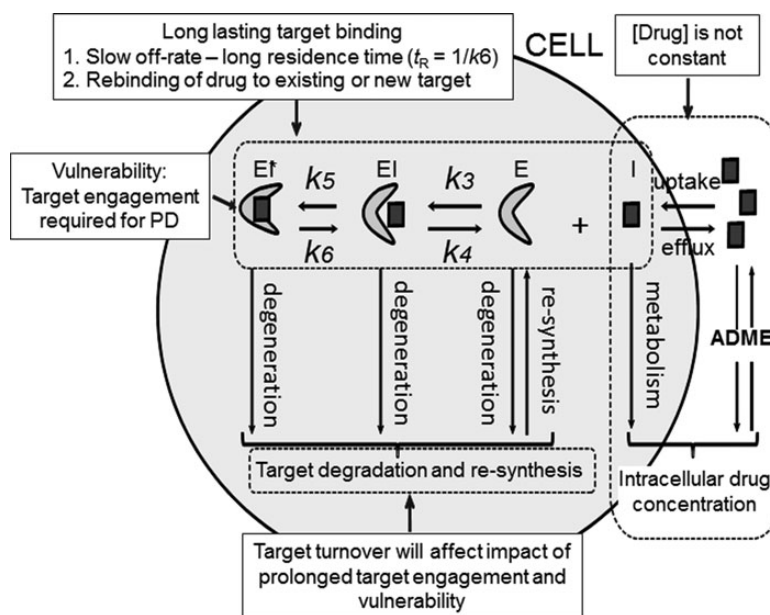 Long lasting target binding
1. Slow off-rate – long residence time (tR = 1/k6)
2. Rebinding of drug to existing or new target
CELL
[Drug] is not
constant
Vulnerability:
Target engagement
required for PD
EI*
k5
k6
EI
k3
k4
E
+
I
uptake
efflux
degeneration
degeneration
degeneration
re-synthesis
metabolism
ADME
Target degradation and re-synthesis
Intracellular drug
concentration
Target turnover will affect impact of
prolonged target engagement and
vulnerability